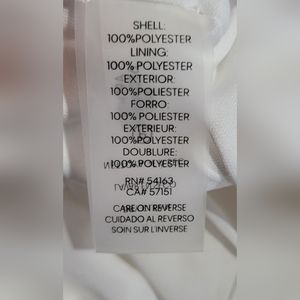 SHELL:
100%POLYESTER
LINING:
100% POLYESTER
EXTERIOR:
100%POLIESTER
FORRO:
100% POLIESTER
EXTERIEUR:
100%POLYESTER
DOUBLURE:
100%POLYESTER
RN# 54163
CA# 57151
CARE ON REVERSE
CUIDADO AL REVERSO
SOIN SUR L'INVERSE